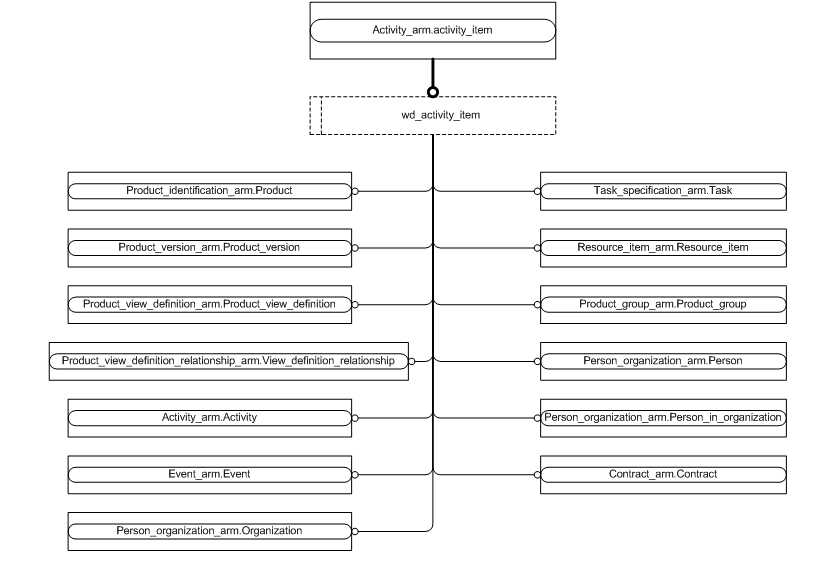 Activity_arm.activity_item
wd_activity_item
Product_identification_arm.Product
Task_specification_arm.Task
Product_version_arm.Product_version
Resource_item_arm.Resource_item
Product_view_definition_arm.Product_view_definition
Product_group_arm.Product_group
Product_view_definition_relationship_arm.View_definition_relationship
Person_organization_arm.Person
Activity_arm.Activity
Person_organization_arm.Person_in_organization
Event_arm.Event
Contract_arm.Contract
Person_organization_arm.Organization